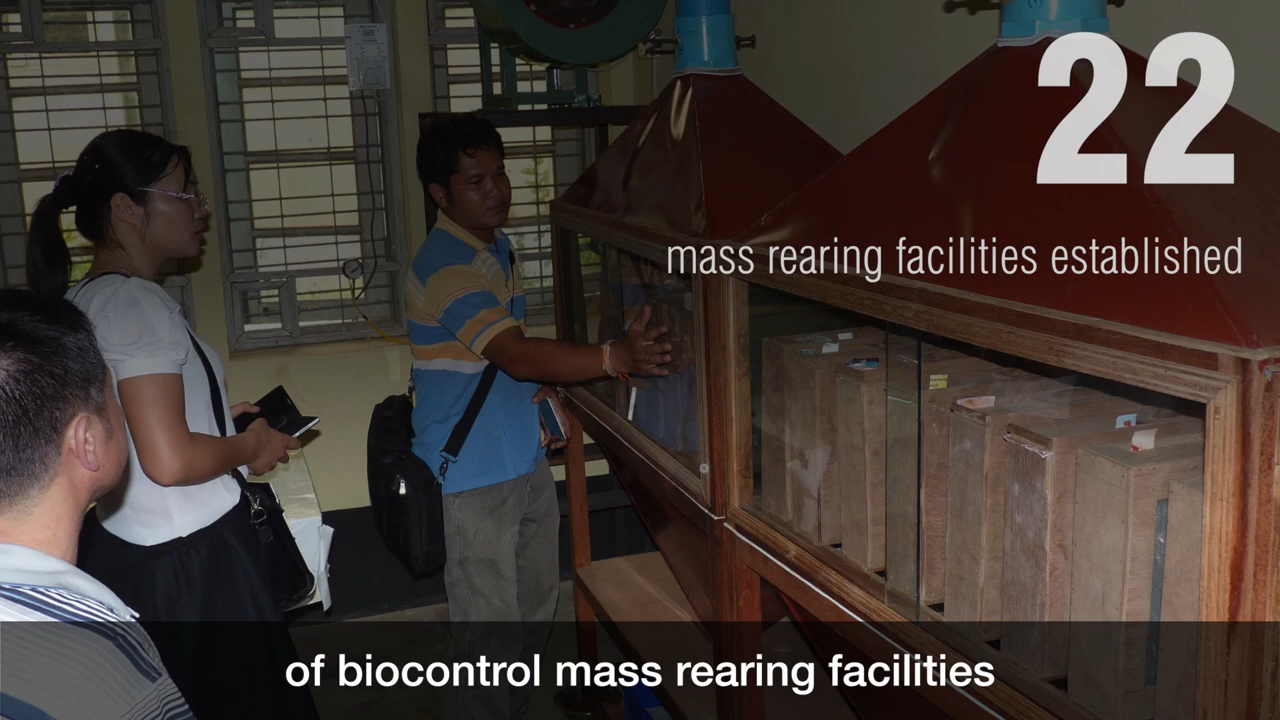 22
mass rearing facilities established
of biocontrol mass rearing facilities